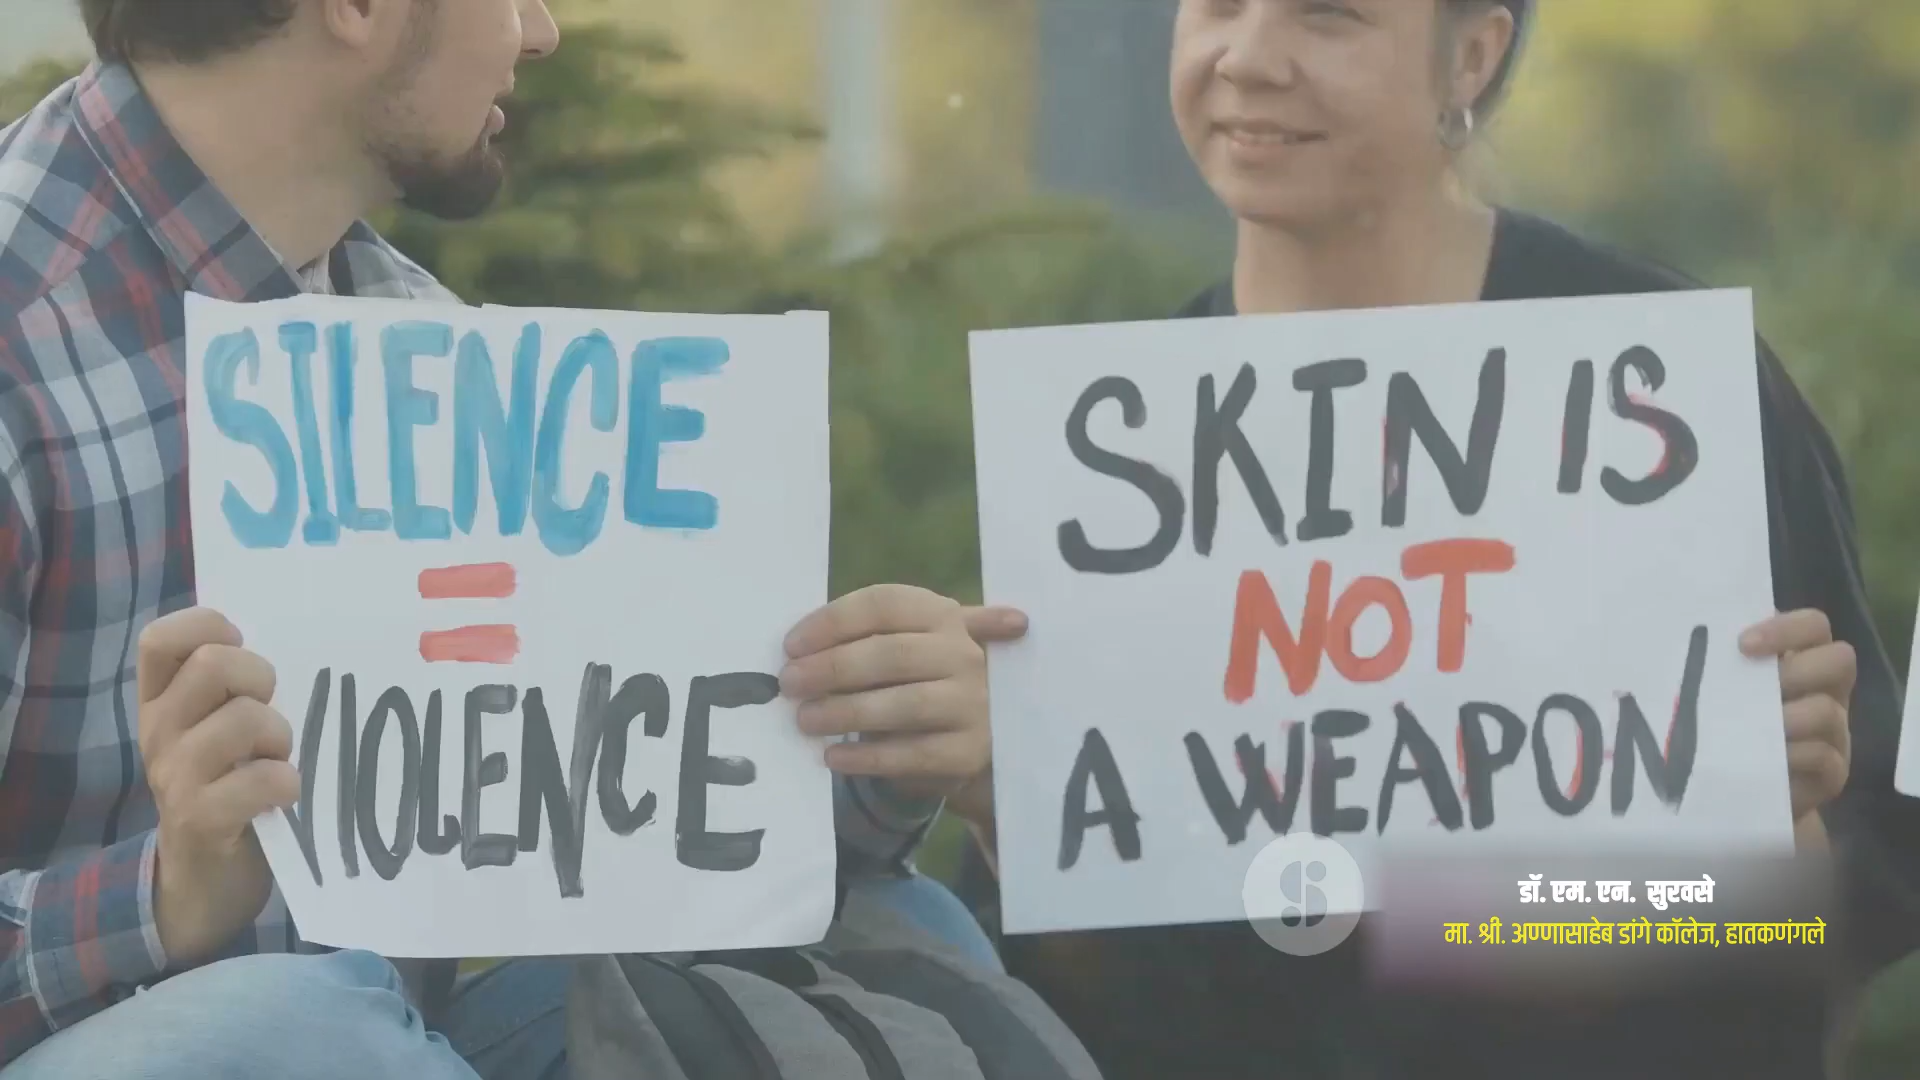 SILENCE
=
VIOLENCE
SKIN IS
NOT
A WEAPON
डॉ. एम. एन. सुरवसे
मा. श्री. अण्णासाहेब डांगे कॉलेज, हातकणंगले